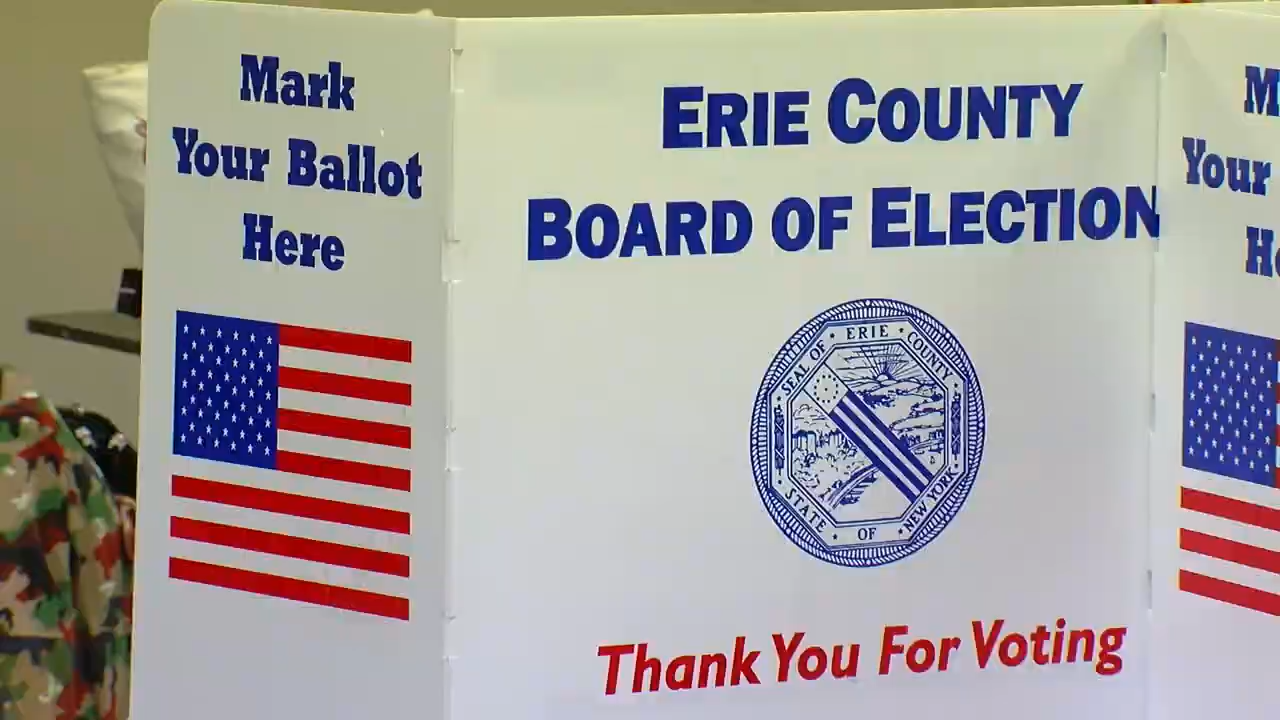 Mark
Your Ballot
Here
ERIE COUNTY
BOARD OF ELECTION
SEAL OF ERIE COUNTY
STATE OF NEW YORK
Thank You For Voting
M
Your
He